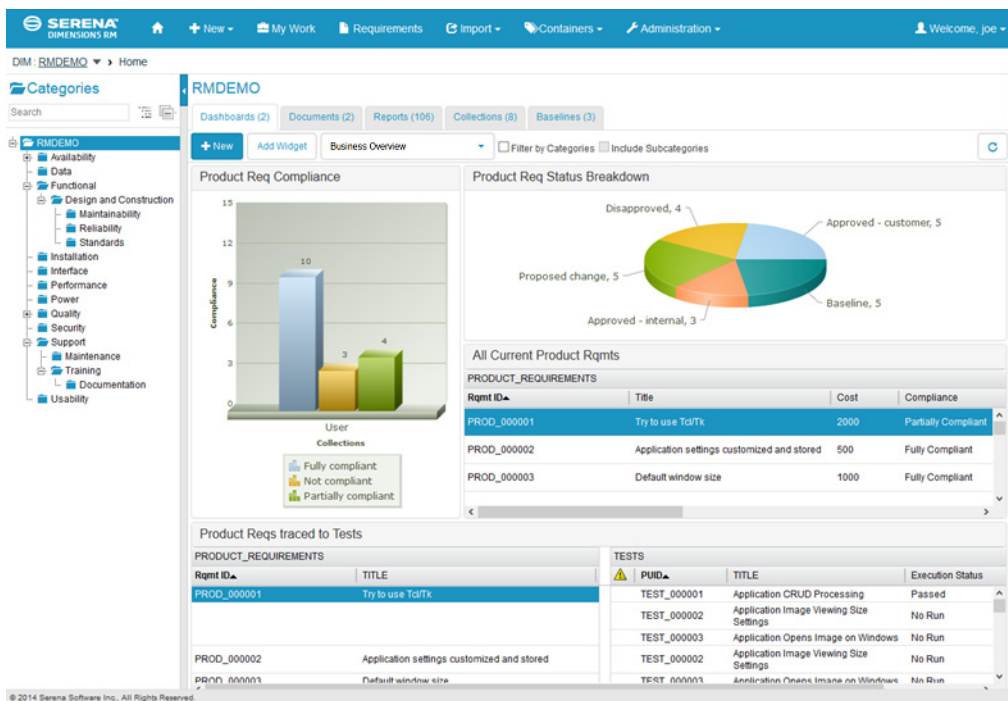 SERENA
DIMENSIONS RM
New
My Work
Requirements
Import
Containers
Administration
Welcome, joe
DIM : RMDEMO > Home
Categories
Search
RMDEMO
Availability
Data
Functional
Design and Construction
Maintainability
Reliability
Standards
Installation
Interface
Performance
Power
Quality
Security
Support
Maintenance
Training
Documentation
Usability
RMDEMO
Dashboards (2) Documents (2) Reports (106) Collections (8) Baselines (3)
+ New Add Widget Business Overview Filter by Categories Include Subcategories
Product Req Compliance
15
12
9
6
3
0
Compliance
10
3
4
User
Collections
Fully compliant
Not compliant
Partially compliant
Product Req Status Breakdown
Disapproved, 4
Approved - customer, 5
Proposed change, 5
Baseline, 5
Approved - internal, 3
All Current Product Rqmts
PRODUCT_REQUIREMENTS
Rqmt ID Title Cost Compliance
PROD_000001 Try to use Tcl/Tk 2000 Partially Compliant
PROD_000002 Application settings customized and stored 500 Fully Compliant
PROD_000003 Default window size 1000 Fully Compliant
Product Reqs traced to Tests
PRODUCT_REQUIREMENTS
Rqmt ID TITLE
PROD_000001 Try to use Tcl/Tk
PROD_000002 Application settings customized and stored
PROD_000003 Default window size
TESTS
PUID TITLE Execution Status
TEST_000001 Application CRUD Processing Passed
TEST_000002 Application Image Viewing Size Settings No Run
TEST_000003 Application Opens Image on Windows No Run
TEST_000002 Application Image Viewing Size Settings No Run
TEST_000003 Application Opens Image on Windows No Run
© 2014 Serena Software Inc., All Rights Reserved.